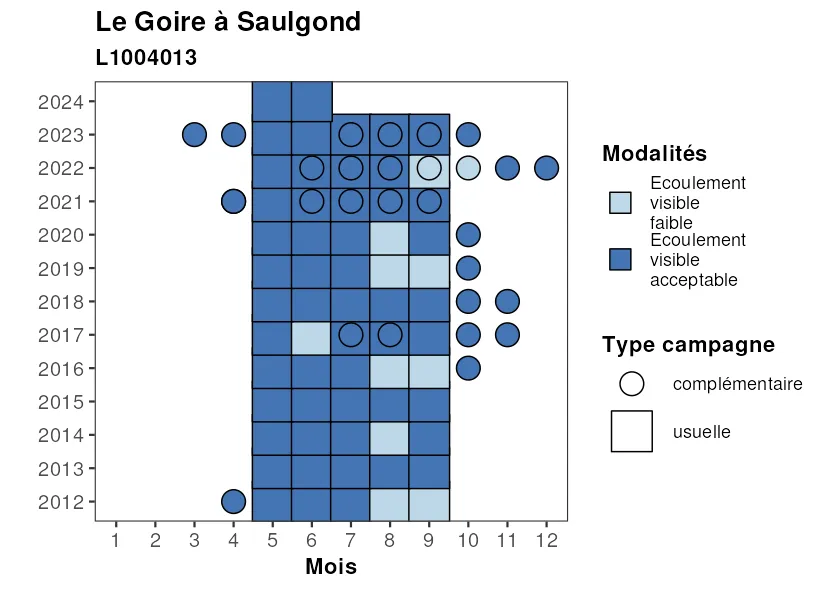 Le Goire à Saulgond
L1004013
2024
2023
2022
2021
2020
2019
2018
2017
2016
2015
2014
2013
2012
1 2 3 4 5 6 7 8 9 10 11 12
Mois
Modalités
Ecoulement
visible
faible
Ecoulement
visible
acceptable
Type campagne
complémentaire
usuelle